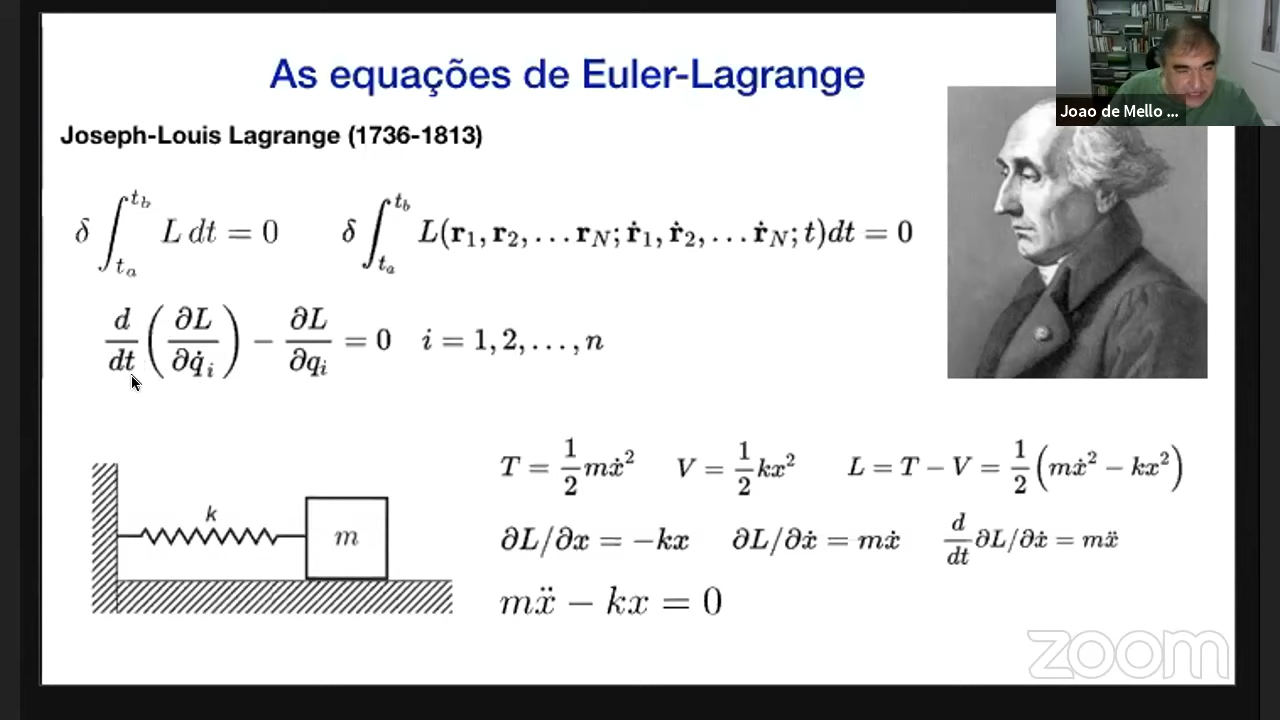 As equações de Euler-Lagrange
Joao de Mello ...
Joseph-Louis Lagrange (1736-1813)
δ ∫_{t_a}^{t_b} L dt = 0    δ ∫_{t_a}^{t_b} L(r₁, r₂, … r_N; ṙ₁, ṙ₂, … ṙ_N; t)dt = 0
d/dt (∂L/∂q̇ᵢ) − ∂L/∂qᵢ = 0    i = 1, 2, …, n
T = 1/2 mẋ²    V = 1/2 kx²    L = T − V = 1/2 (mẋ² − kx²)
k
m
∂L/∂x = −kx    ∂L/∂ẋ = mẋ    d/dt ∂L/∂ẋ = mẍ
mẍ − kx = 0
zoom